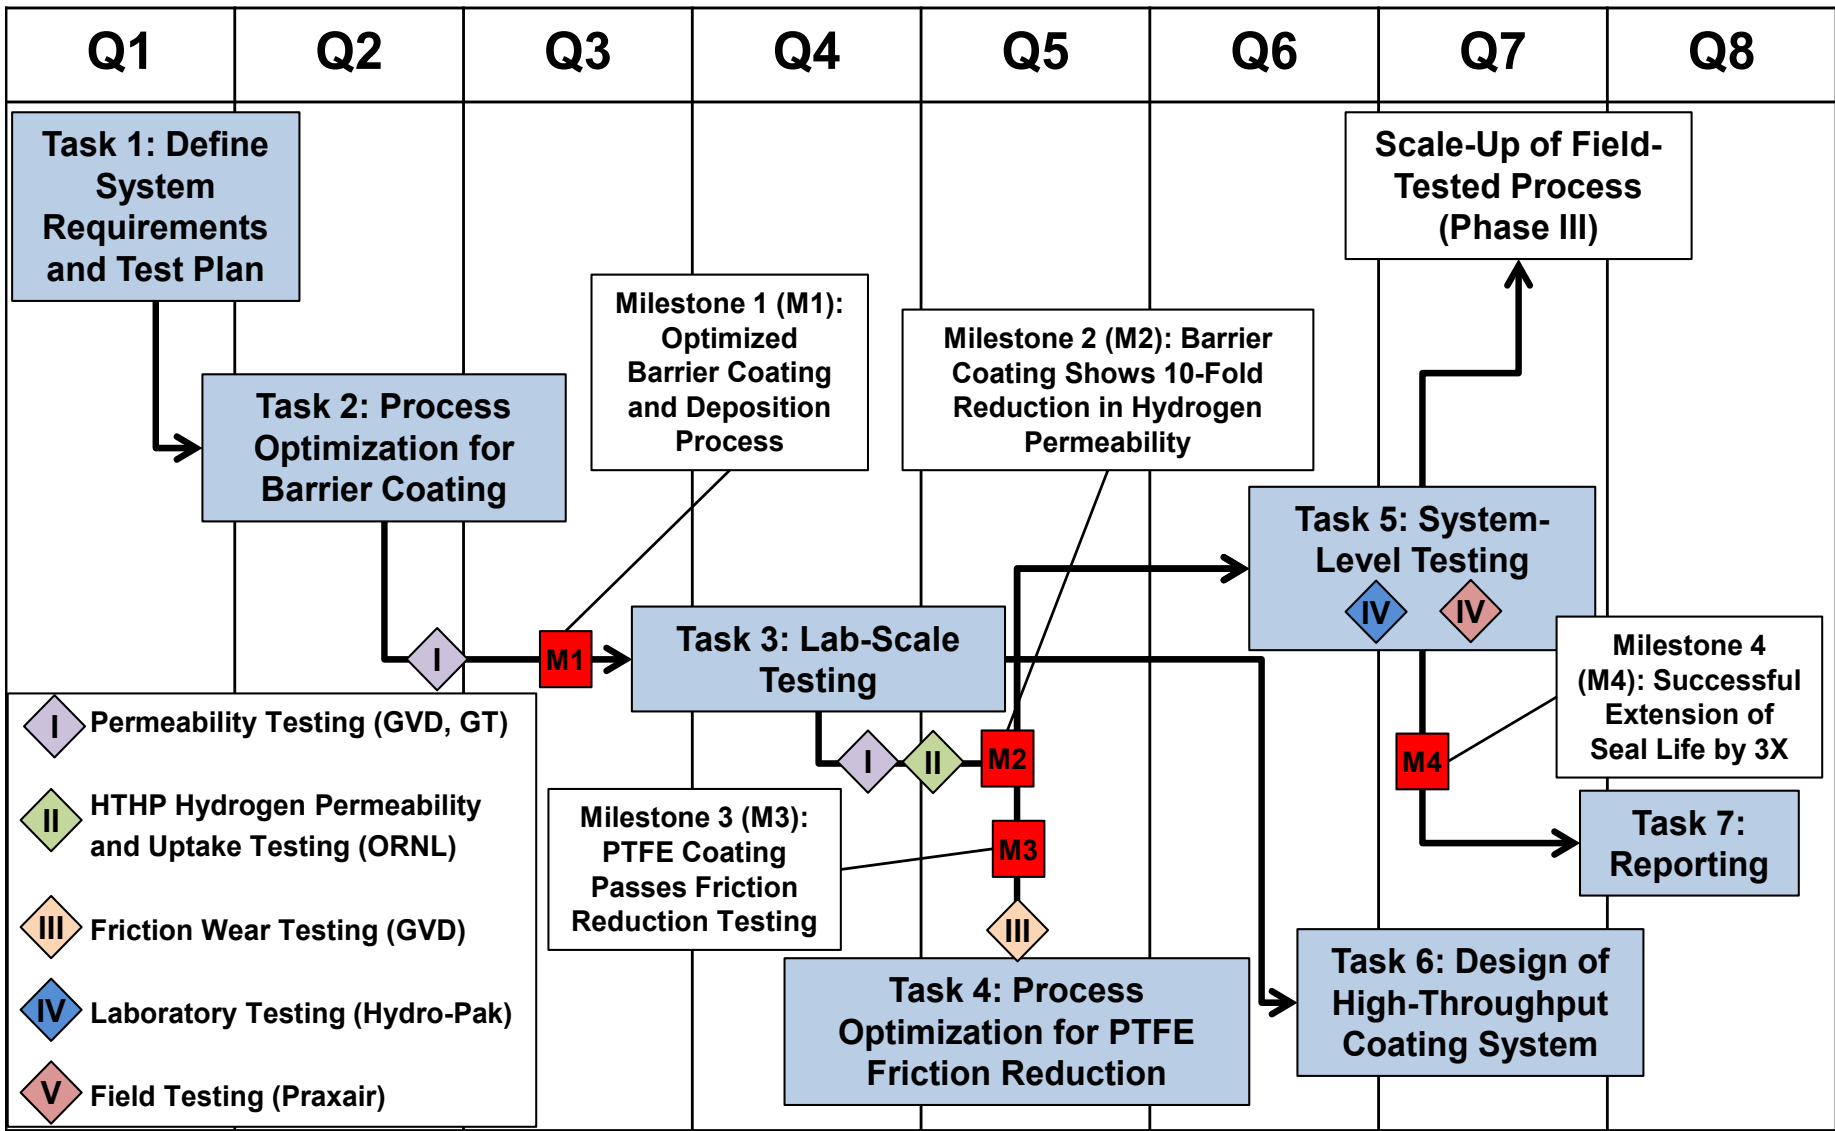 Q1 Q2 Q3 Q4 Q5 Q6 Q7 Q8
Task 1: Define
System
Requirements
and Test Plan
Scale-Up of Field-
Tested Process
(Phase III)
Milestone 1 (M1):
Optimized
Barrier Coating
and Deposition
Process
Milestone 2 (M2): Barrier
Coating Shows 10-Fold
Reduction in Hydrogen
Permeability
Task 2: Process
Optimization for
Barrier Coating
Task 5: System-
Level Testing
IV IV
I
M1
Task 3: Lab-Scale
Testing
Milestone 4
(M4): Successful
Extension of
Seal Life by 3X
I
II
M2
M4
Milestone 3 (M3):
PTFE Coating
Passes Friction
Reduction Testing
M3
III
Task 7:
Reporting
Task 4: Process
Optimization for PTFE
Friction Reduction
Task 6: Design of
High-Throughput
Coating System
I Permeability Testing (GVD, GT)
II HTHP Hydrogen Permeability
and Uptake Testing (ORNL)
III Friction Wear Testing (GVD)
IV Laboratory Testing (Hydro-Pak)
V Field Testing (Praxair)